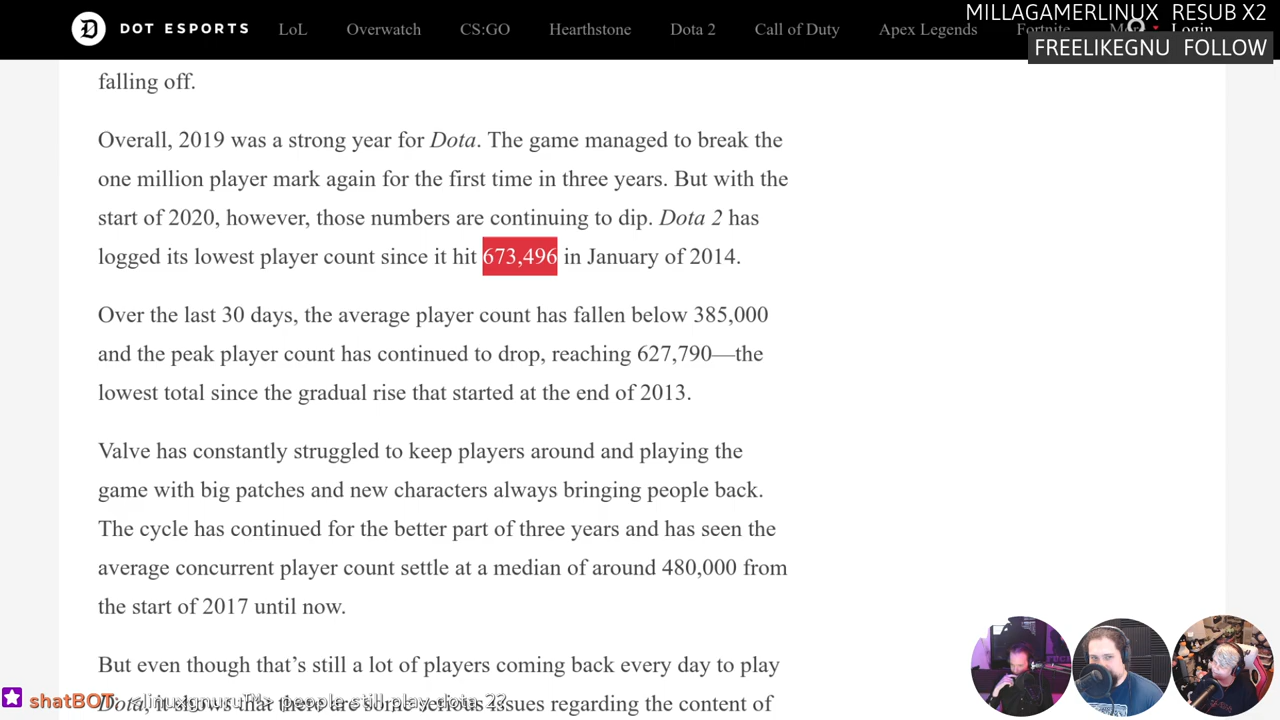 MILLAGAMERLINUX RESUB X2
DOT ESPORTS LoL Overwatch CS:GO Hearthstone Dota 2 Call of Duty Apex Legends Fortnite Login
FREELIKEGNU FOLLOW
falling off.
Overall, 2019 was a strong year for Dota. The game managed to break the
one million player mark again for the first time in three years. But with the
start of 2020, however, those numbers are continuing to dip. Dota 2 has
logged its lowest player count since it hit 673,496 in January of 2014.
Over the last 30 days, the average player count has fallen below 385,000
and the peak player count has continued to drop, reaching 627,790—the
lowest total since the gradual rise that started at the end of 2013.
Valve has constantly struggled to keep players around and playing the
game with big patches and new characters always bringing people back.
The cycle has continued for the better part of three years and has seen the
average concurrent player count settle at a median of around 480,000 from
the start of 2017 until now.
But even though that's still a lot of players coming back every day to play
shatBOT: people still play dota 2?
Dota, it shows that there are some serious issues regarding the content of